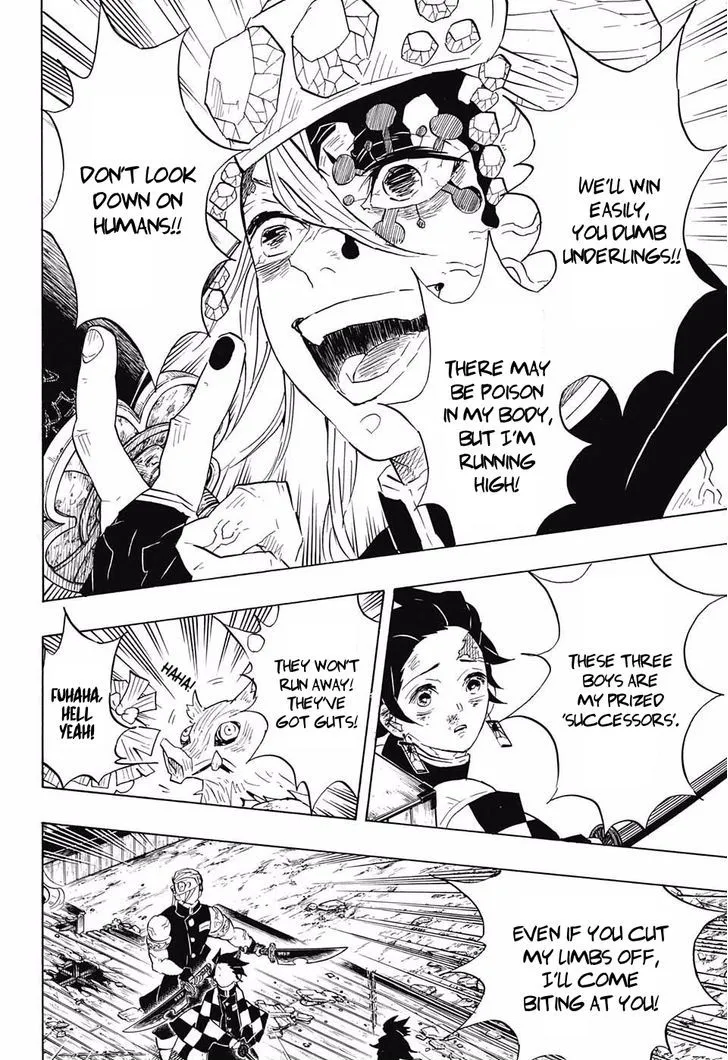 WE'LL WIN
EASILY,
YOU DUMB
UNDERLINGS!!
DON'T LOOK
DOWN ON
HUMANS!!
THERE MAY
BE POISON
IN MY BODY,
BUT I'M
RUNNING
HIGH!
THESE THREE
BOYS ARE
MY PRIZED
'SUCCESSORS'.
THEY WON'T
RUN AWAY!
THEY'VE
GOT GUTS!
HAHA!
FUHAHA,
HELL
YEAH!
EVEN IF YOU CUT
MY LIMBS OFF,
I'LL COME
BITING AT YOU!